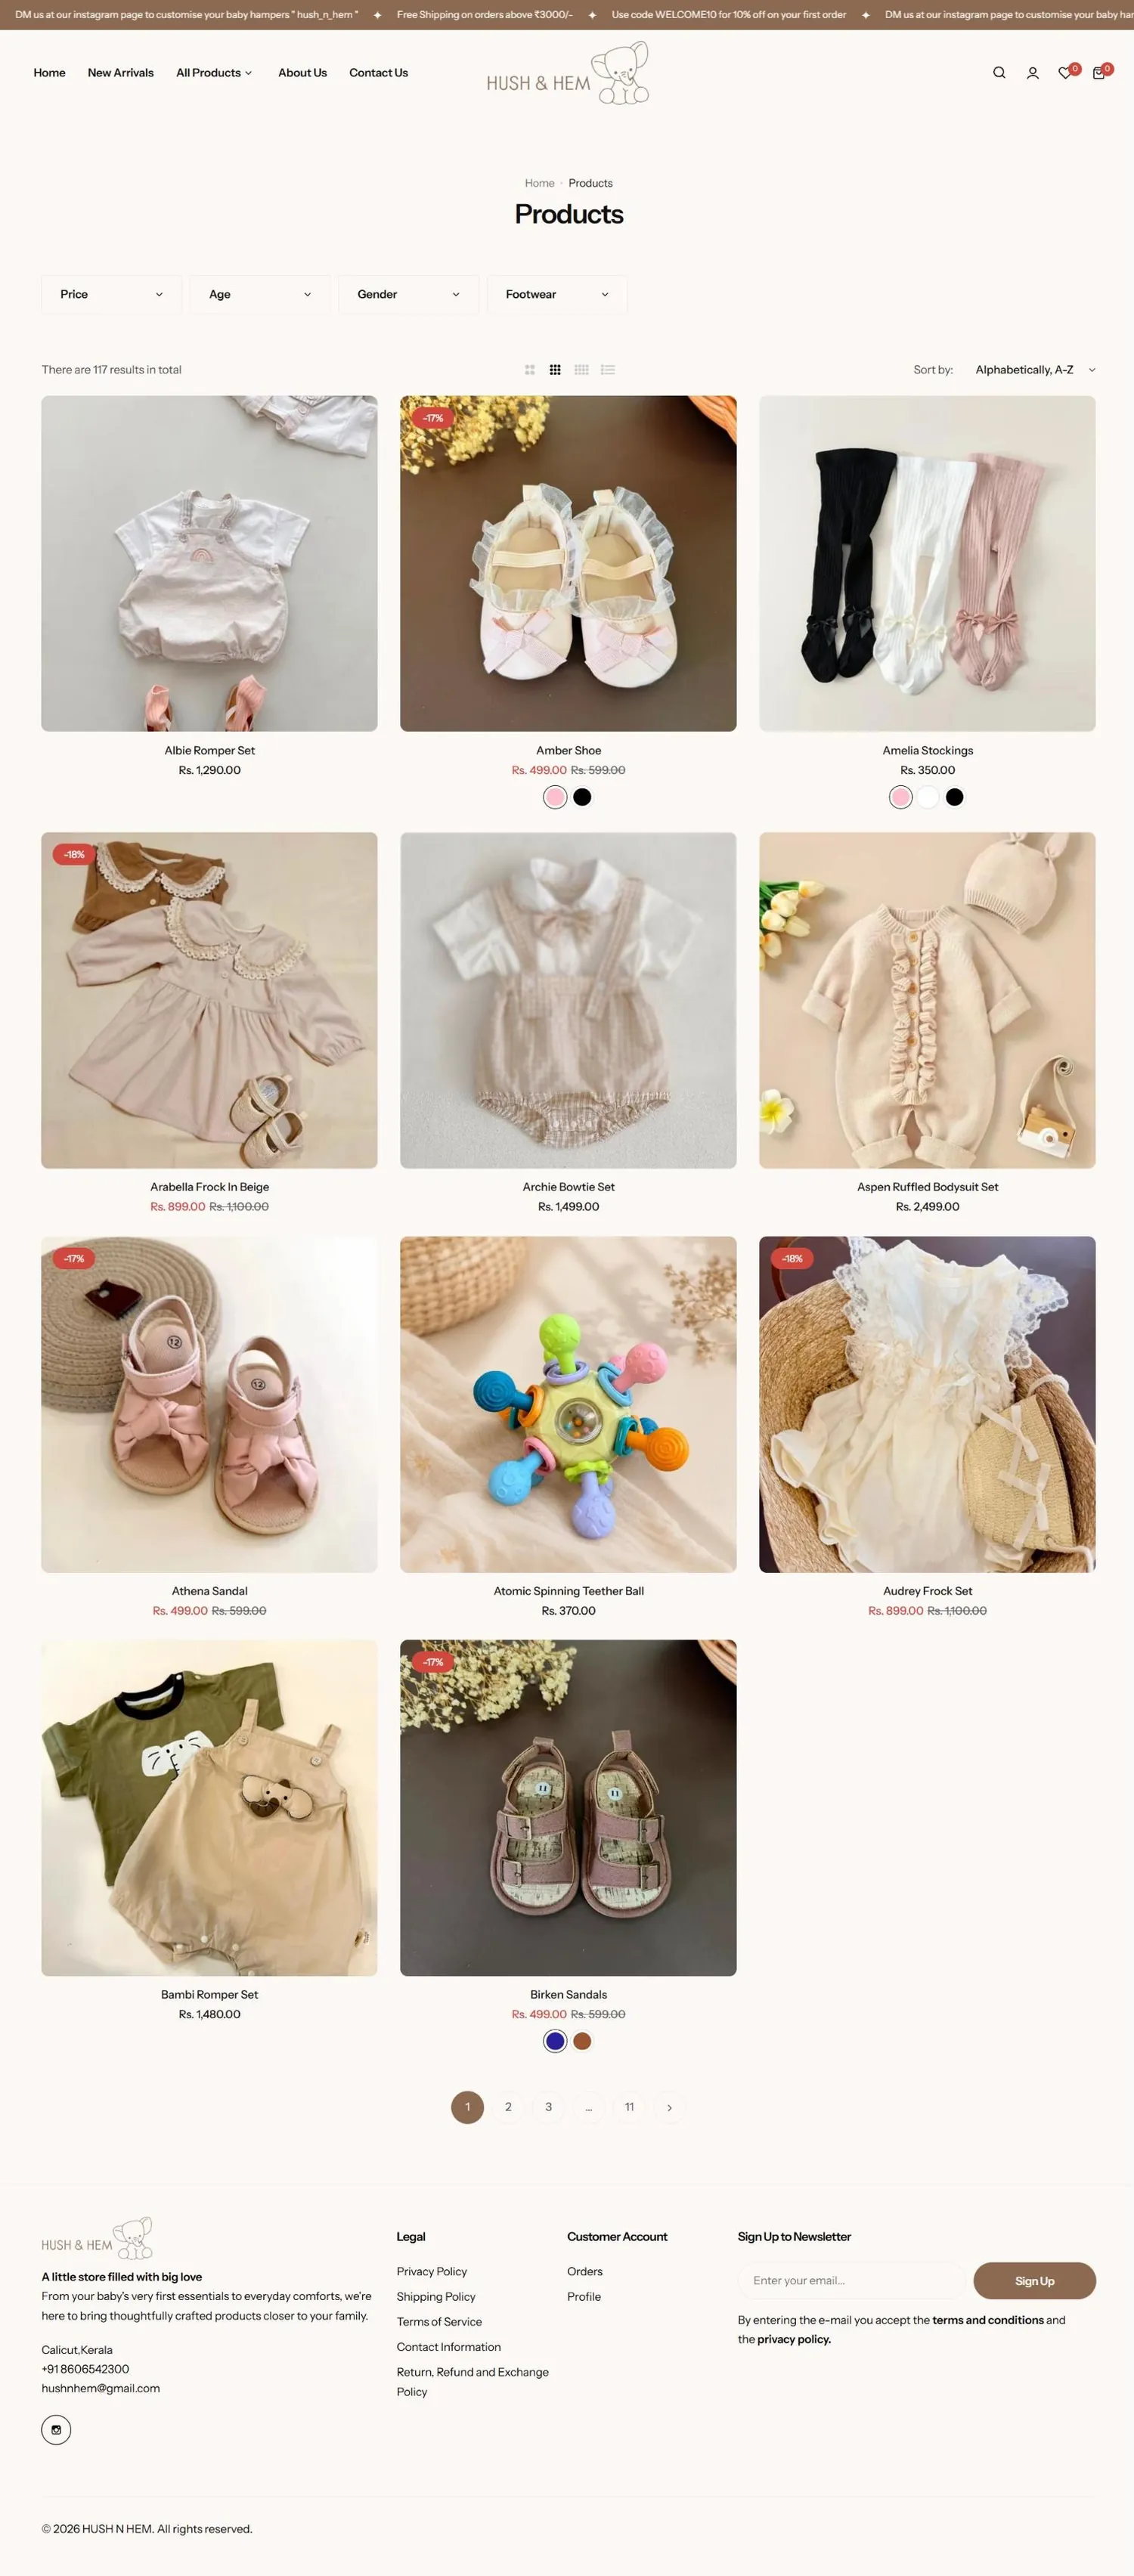 DM us at our instagram page to customise your baby hampers " hush_n_hem " ✦ Free Shipping on orders above ₹3000/- ✦ Use code WELCOME10 for 10% off on your first order ✦ DM us at our instagram page to customise your baby
Home New Arrivals All Products About Us Contact Us HUSH & HEM 0 0
Home · Products
Products
Price Age Gender Footwear
There are 117 results in total Sort by: Alphabetically, A-Z
-17%
Albie Romper Set Amber Shoe Amelia Stockings
Rs. 1,290.00 Rs. 499.00 Rs. 599.00 Rs. 350.00
-18%
Arabella Frock In Beige Archie Bowtie Set Aspen Ruffled Bodysuit Set
Rs. 899.00 Rs. 1,100.00 Rs. 1,499.00 Rs. 2,499.00
-17% -18%
12
12
Athena Sandal Atomic Spinning Teether Ball Audrey Frock Set
Rs. 499.00 Rs. 599.00 Rs. 370.00 Rs. 899.00 Rs. 1,100.00
-17%
11 11
Bambi Romper Set Birken Sandals
Rs. 1,480.00 Rs. 499.00 Rs. 599.00
1 2 3 ... 11
HUSH & HEM
A little store filled with big love
From your baby's very first essentials to everyday comforts, we're
here to bring thoughtfully crafted products closer to your family.
Calicut,Kerala
+91 8606542300
hushnhem@gmail.com
Legal
Privacy Policy
Shipping Policy
Terms of Service
Contact Information
Return, Refund and Exchange
Policy
Customer Account
Orders
Profile
Sign Up to Newsletter
Enter your email... Sign Up
By entering the e-mail you accept the terms and conditions and
the privacy policy.
© 2026 HUSH N HEM. All rights reserved.